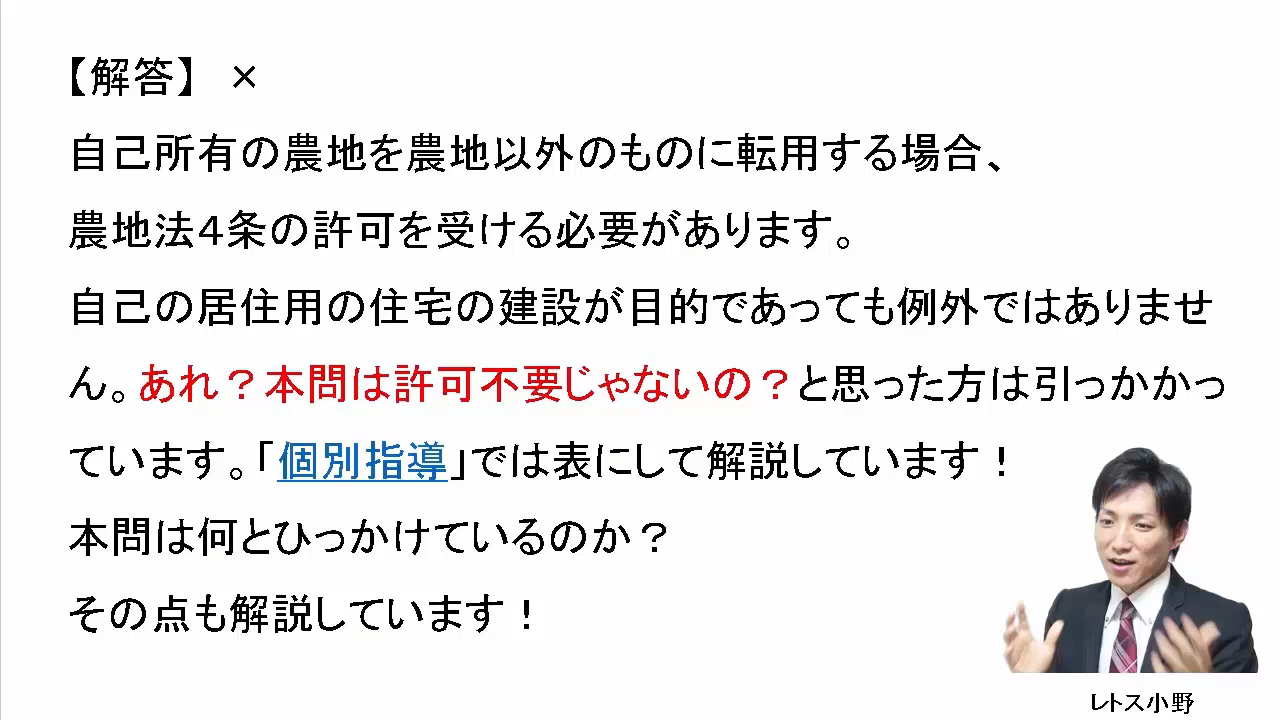 【解答】　×
自己所有の農地を農地以外のものに転用する場合、
農地法４条の許可を受ける必要があります。
自己の居住用の住宅の建設が目的であっても例外ではありませ
ん。あれ？本問は許可不要じゃないの？と思った方は引っかかっ
ています。「個別指導」では表にして解説しています！
本問は何とひっかけているのか？
その点も解説しています！
レトス小野